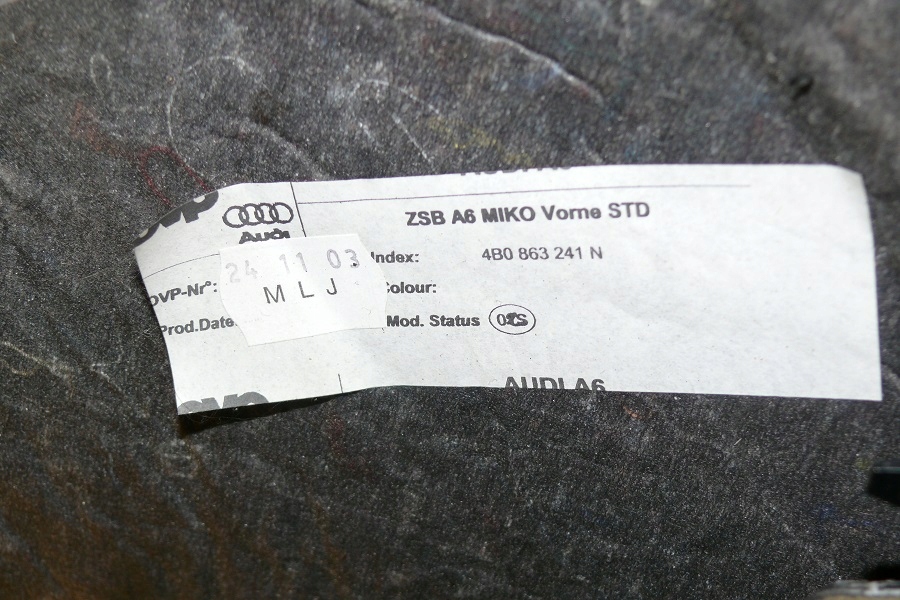 Audi
ZSB A6 MIKO Vorne STD
Index: 4B0 863 241 N
24 11 03
MLJ
DVP-Nr°:
Colour:
Prod.Date
Mod. Status
AUDI A6